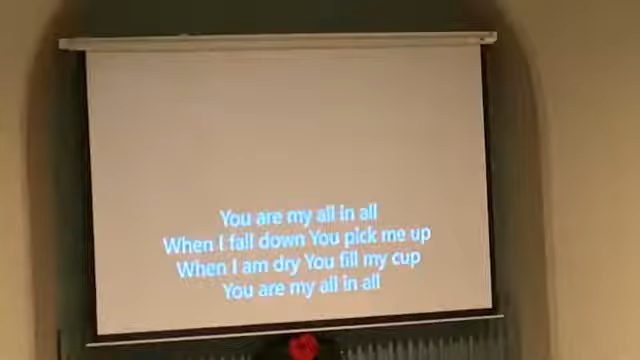 You are my all in all
When I fall down You pick me up
When I am dry You fill my cup
You are my all in all